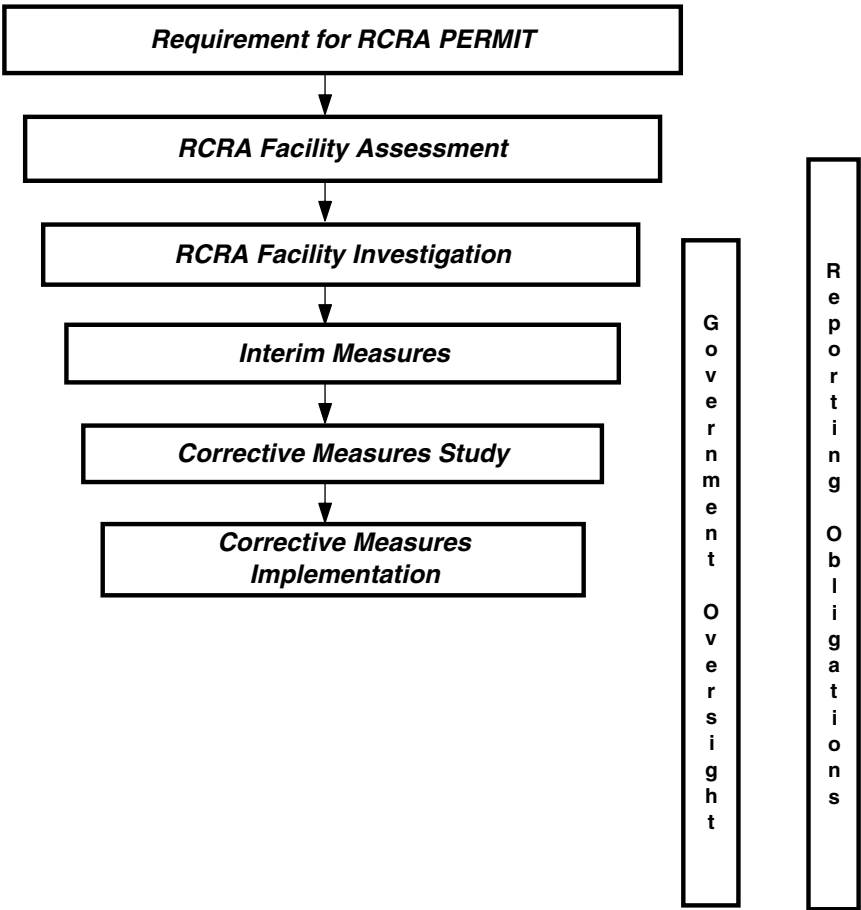 Requirement for RCRA PERMIT
RCRA Facility Assessment
RCRA Facility Investigation
Interim Measures
Corrective Measures Study
Corrective Measures
Implementation
Government Oversight
Reporting Obligations